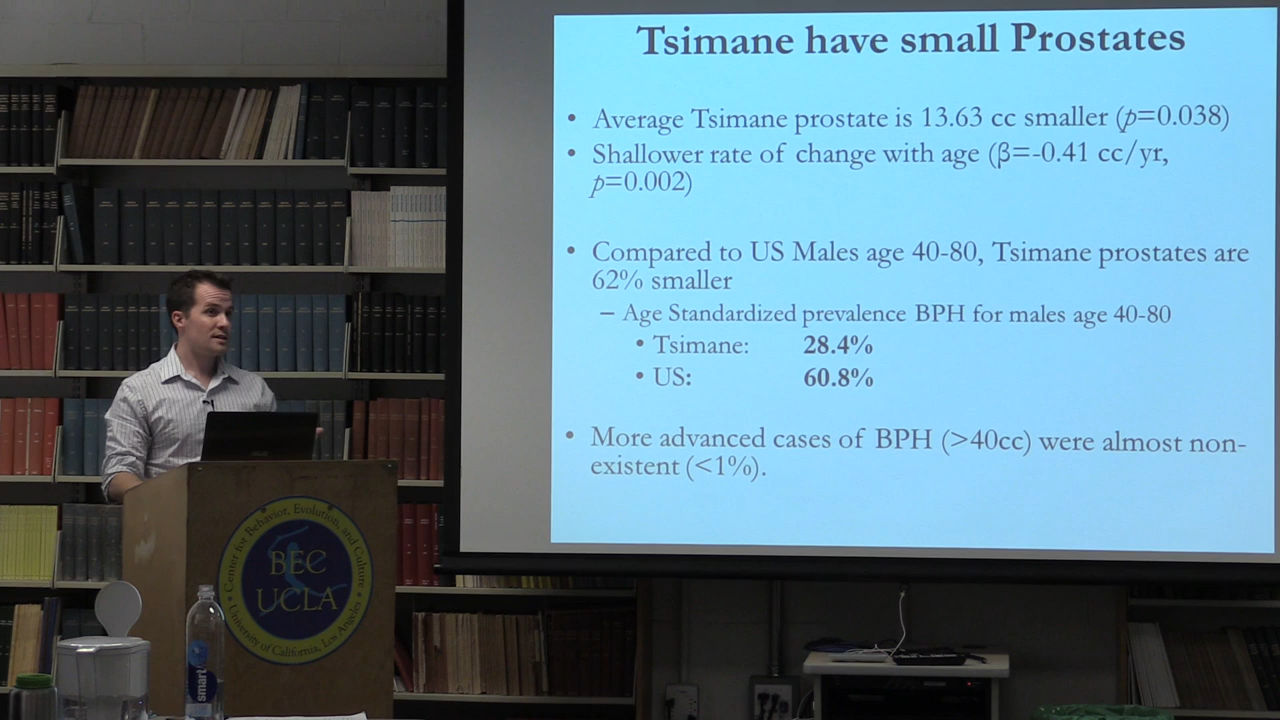 Tsimane have small Prostates
• Average Tsimane prostate is 13.63 cc smaller (p=0.038)
• Shallower rate of change with age (β=-0.41 cc/yr,
p=0.002)
• Compared to US Males age 40-80, Tsimane prostates are
62% smaller
– Age Standardized prevalence BPH for males age 40-80
• Tsimane: 28.4%
• US: 60.8%
• More advanced cases of BPH (>40cc) were almost non-
existent (<1%).
Center for Behavior, Evolution, and Culture
BEC
UCLA
University of California, Los Angeles
smart